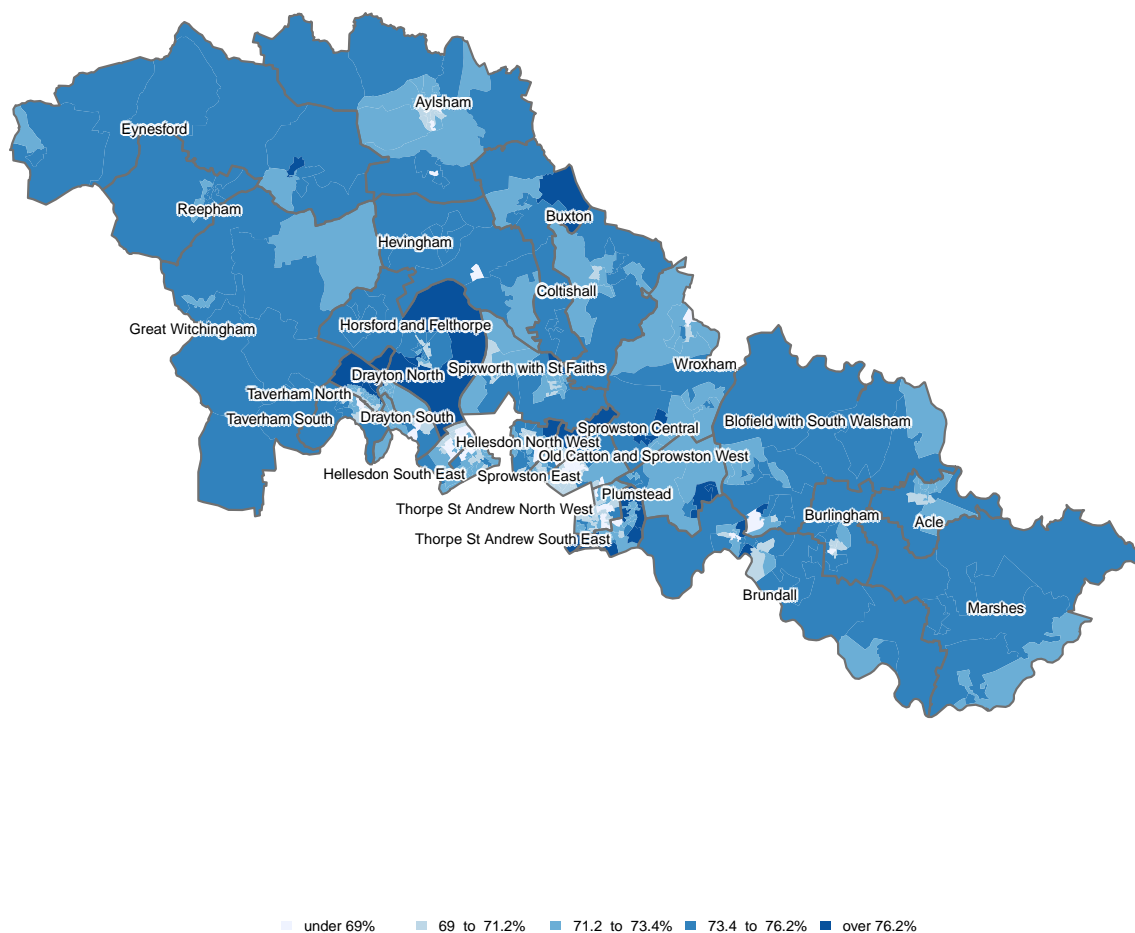 Aylsham
Eynesford
Reepham
Buxton
Hevingham
Coltishall
Great Witchingham
Horsford and Felthorpe
Wroxham
Drayton North
Spixworth with St Faiths
Taverham North
Taverham South
Drayton South
Blofield with South Walsham
Sprowston Central
Hellesdon North West
Old Catton and Sprowston West
Hellesdon South East
Sprowston East
Plumstead
Thorpe St Andrew North West
Burlingham
Acle
Thorpe St Andrew South East
Brundall
Marshes
under 69%
69 to 71.2%
71.2 to 73.4%
73.4 to 76.2%
over 76.2%